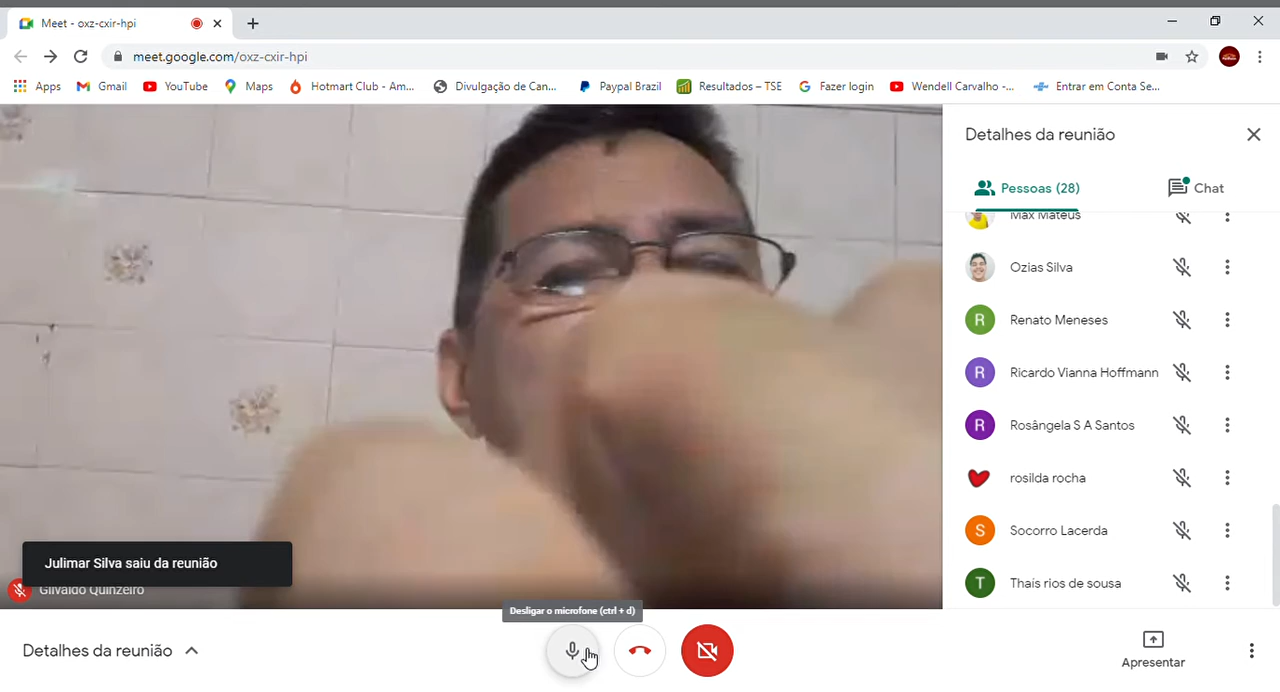 Meet - oxz-cxir-hpi
meet.google.com/oxz-cxir-hpi
Apps Gmail YouTube Maps Hotmart Club - Am... Divulgação de Can... Paypal Brazil Resultados – TSE Fazer login Wendell Carvalho -... Entrar em Conta Se...
Detalhes da reunião
Pessoas (28) Chat
Max Mateus
Ozias Silva
R Renato Meneses
R Ricardo Vianna Hoffmann
R Rosângela S A Santos
rosilda rocha
S Socorro Lacerda
T Thaís rios de sousa
Julimar Silva saiu da reunião
Gilvaldo Quinzeiro
Desligar o microfone (ctrl + d)
Detalhes da reunião
Apresentar